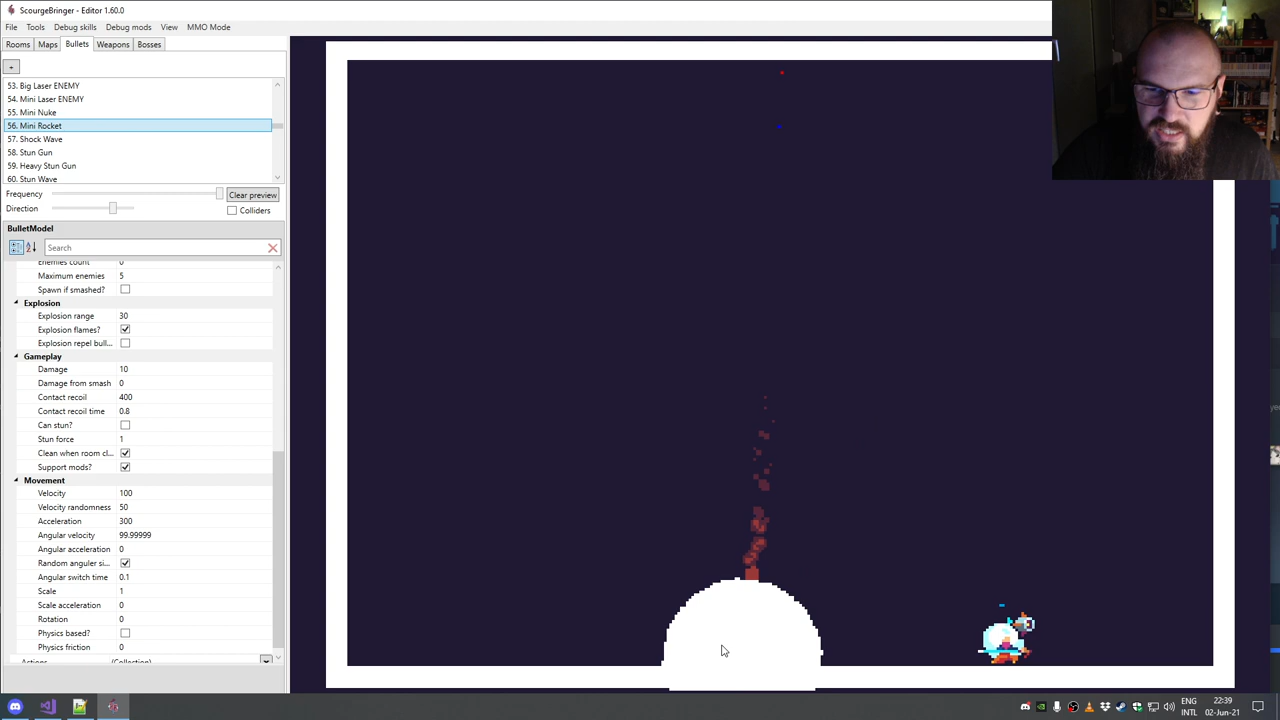 ScourgeBringer - Editor 1.60.0
File Tools Debug skills Debug mods View MMO Mode
Rooms Maps Bullets Weapons Bosses
+
53. Big Laser ENEMY
54. Mini Laser ENEMY
55. Mini Nuke
56. Mini Rocket
57. Shock Wave
58. Stun Gun
59. Heavy Stun Gun
60. Stun Wave
Frequency Clear preview
Direction Colliders
BulletModel
Search
Enemies count 0
Maximum enemies 5
Spawn if smashed?
Explosion
Explosion range 30
Explosion flames?
Explosion repel bull...
Gameplay
Damage 10
Damage from smash 0
Contact recoil 400
Contact recoil time 0.8
Can stun?
Stun force 1
Clean when room cl...
Support mods?
Movement
Velocity 100
Velocity randomness 50
Acceleration 300
Angular velocity 99.99999
Angular acceleration 0
Random anguler si...
Angular switch time 0.1
Scale 1
Scale acceleration 0
Rotation 0
Physics based?
Physics friction 0
Actions (Collection)
ENG 22:39
INTL 02-Jun-21